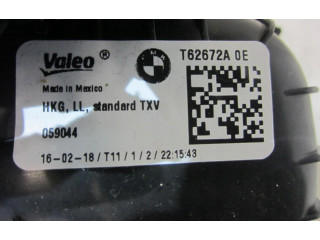 Valeo®
T62672A 0E
Made in Mexico
HKG, LL, standard TXV
059044
16-02-18/T11/1/2/22:15:43